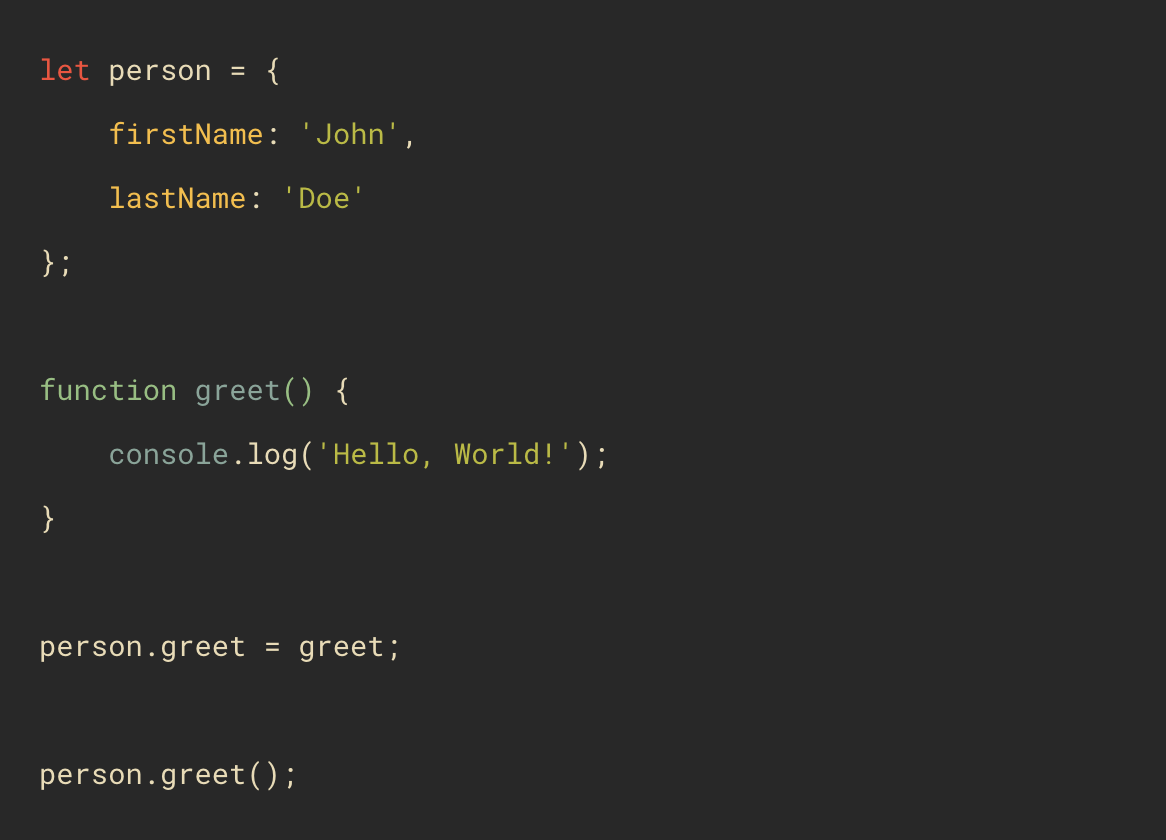 let person = {
    firstName: 'John',
    lastName: 'Doe'
};
function greet() {
    console.log('Hello, World!');
}
person.greet = greet;
person.greet();